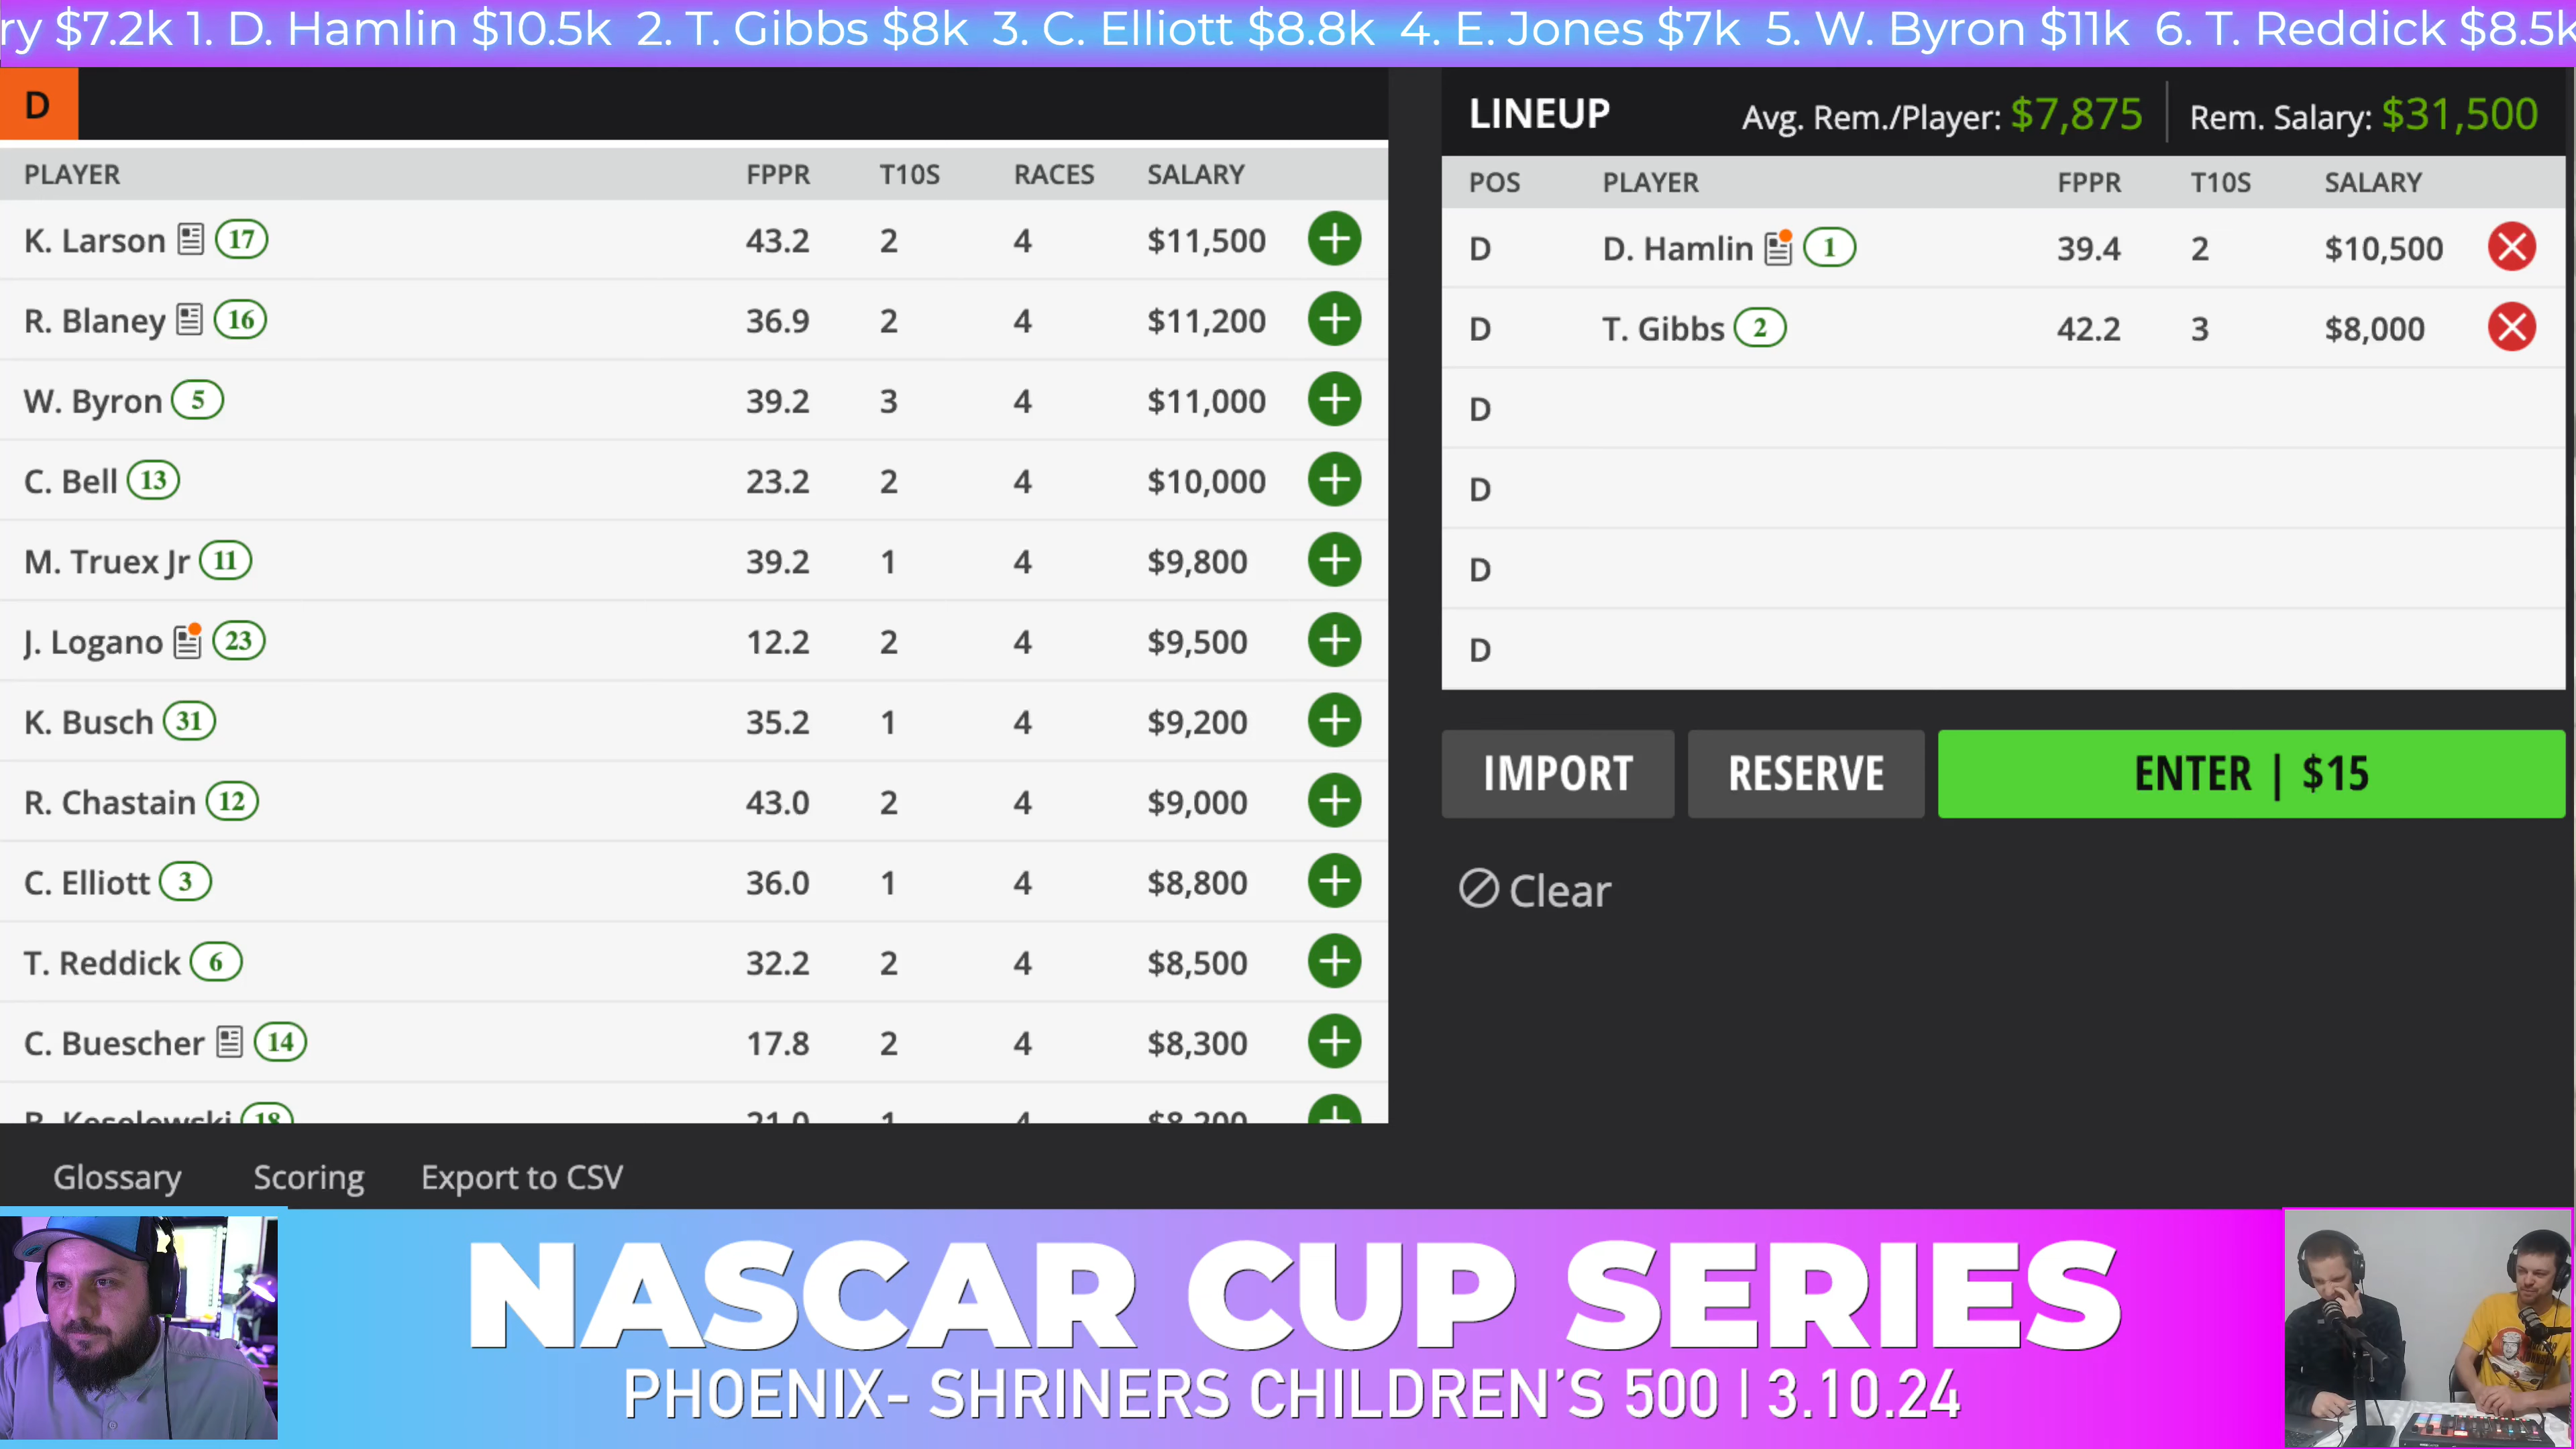 ry $7.2k 1. D. Hamlin $10.5k 2. T. Gibbs $8k 3. C. Elliott $8.8k 4. E. Jones $7k 5. W. Byron $11k 6. T. Reddick $8.5k
D
PLAYER FPPR T10S RACES SALARY
K. Larson 17 43.2 2 4 $11,500
R. Blaney 16 36.9 2 4 $11,200
W. Byron 5 39.2 3 4 $11,000
C. Bell 13 23.2 2 4 $10,000
M. Truex Jr 11 39.2 1 4 $9,800
J. Logano 23 12.2 2 4 $9,500
K. Busch 31 35.2 1 4 $9,200
R. Chastain 12 43.0 2 4 $9,000
C. Elliott 3 36.0 1 4 $8,800
T. Reddick 6 32.2 2 4 $8,500
C. Buescher 14 17.8 2 4 $8,300
B. Keselowski 18 21.0 1 4 $8,200
Glossary Scoring Export to CSV
LINEUP Avg. Rem./Player: $7,875 Rem. Salary: $31,500
POS PLAYER FPPR T10S SALARY
D D. Hamlin 1 39.4 2 $10,500
D T. Gibbs 2 42.2 3 $8,000
D
D
D
D
IMPORT RESERVE ENTER | $15
Clear
NASCAR CUP SERIES
PHOENIX- SHRINERS CHILDREN'S 500 | 3.10.24